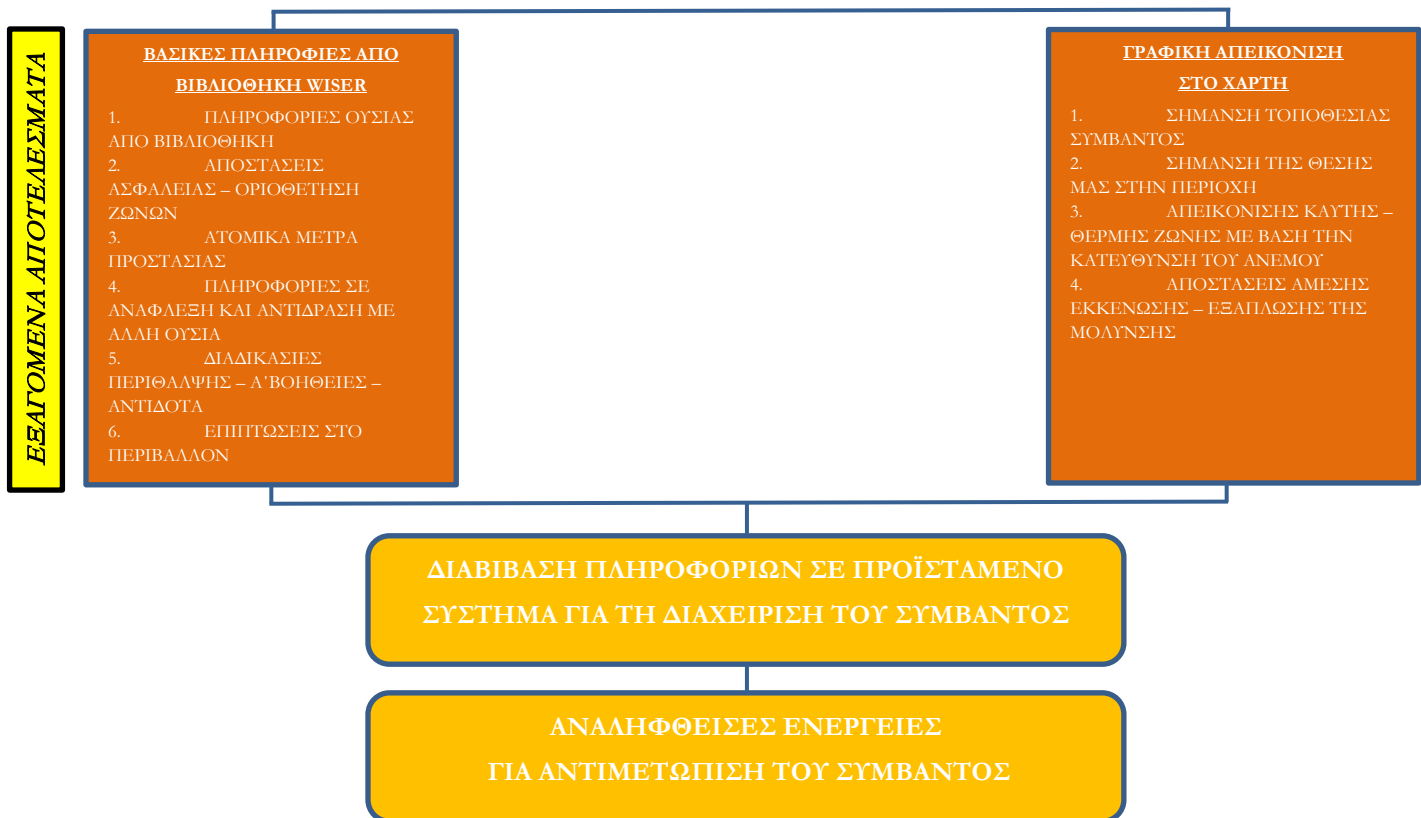 ΕΞΑΓΟΜΕΝΑ ΑΠΟΤΕΛΕΣΜΑΤΑ
ΒΑΣΙΚΕΣ ΠΛΗΡΟΦΙΕΣ ΑΠΟ
ΒΙΒΛΙΟΘΗΚΗ WISER
1. ΠΛΗΡΟΦΟΡΙΕΣ ΟΥΣΙΑΣ
ΑΠΟ ΒΙΒΛΙΟΘΗΚΗ
2. ΑΠΟΣΤΑΣΕΙΣ
ΑΣΦΑΛΕΙΑΣ – ΟΡΙΟΘΕΤΗΣΗ
ΖΩΝΩΝ
3. ΑΤΟΜΙΚΑ ΜΕΤΡΑ
ΠΡΟΣΤΑΣΙΑΣ
4. ΠΛΗΡΟΦΟΡΙΕΣ ΣΕ
ΑΝΑΦΛΕΞΗ ΚΑΙ ΑΝΤΙΔΡΑΣΗ ΜΕ
ΑΛΛΗ ΟΥΣΙΑ
5. ΔΙΑΔΙΚΑΣΙΕΣ
ΠΕΡΙΘΑΛΨΗΣ – Α’ΒΟΗΘΕΙΕΣ –
ΑΝΤΙΔΟΤΑ
6. ΕΠΙΠΤΩΣΕΙΣ ΣΤΟ
ΠΕΡΙΒΑΛΛΟΝ
ΓΡΑΦΙΚΗ ΑΠΕΙΚΟΝΙΣΗ
ΣΤΟ ΧΑΡΤΗ
1. ΣΗΜΑΝΣΗ ΤΟΠΟΘΕΣΙΑΣ
ΣΥΜΒΑΝΤΟΣ
2. ΣΗΜΑΝΣΗ ΤΗΣ ΘΕΣΗΣ
ΜΑΣ ΣΤΗΝ ΠΕΡΙΟΧΗ
3. ΑΠΕΙΚΟΝΙΣΗΣ ΚΑΥΤΗΣ –
ΘΕΡΜΗΣ ΖΩΝΗΣ ΜΕ ΒΑΣΗ ΤΗΝ
ΚΑΤΕΥΘΥΝΣΗ ΤΟΥ ΑΝΕΜΟΥ
4. ΑΠΟΣΤΑΣΕΙΣ ΑΜΕΣΗΣ
ΕΚΚΕΝΩΣΗΣ – ΕΞΑΠΛΩΣΗΣ ΤΗΣ
ΜΟΛΥΝΣΗΣ
ΔΙΑΒΙΒΑΣΗ ΠΛΗΡΟΦΟΡΙΩΝ ΣΕ ΠΡΟΪΣΤΑΜΕΝΟ
ΣΥΣΤΗΜΑ ΓΙΑ ΤΗ ΔΙΑΧΕΙΡΙΣΗ ΤΟΥ ΣΥΜΒΑΝΤΟΣ
ΑΝΑΛΗΦΘΕΙΣΕΣ ΕΝΕΡΓΕΙΕΣ
ΓΙΑ ΑΝΤΙΜΕΤΩΠΙΣΗ ΤΟΥ ΣΥΜΒΑΝΤΟΣ